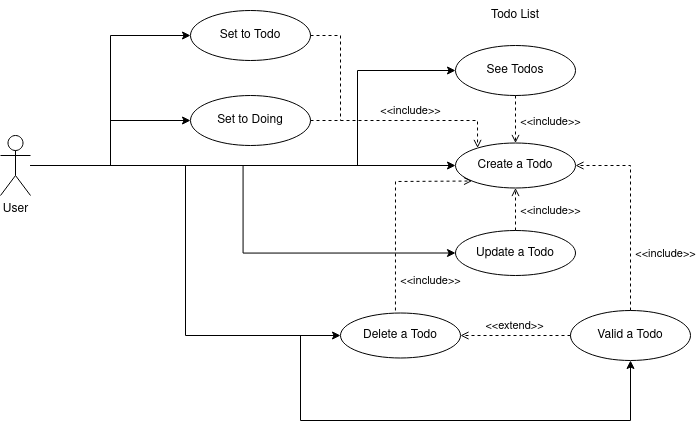 Todo List
Set to Todo
See Todos
Set to Doing
<<include>>
<<include>>
Create a Todo
User
<<include>>
Update a Todo
<<include>>
<<include>>
<<extend>>
Delete a Todo
Valid a Todo